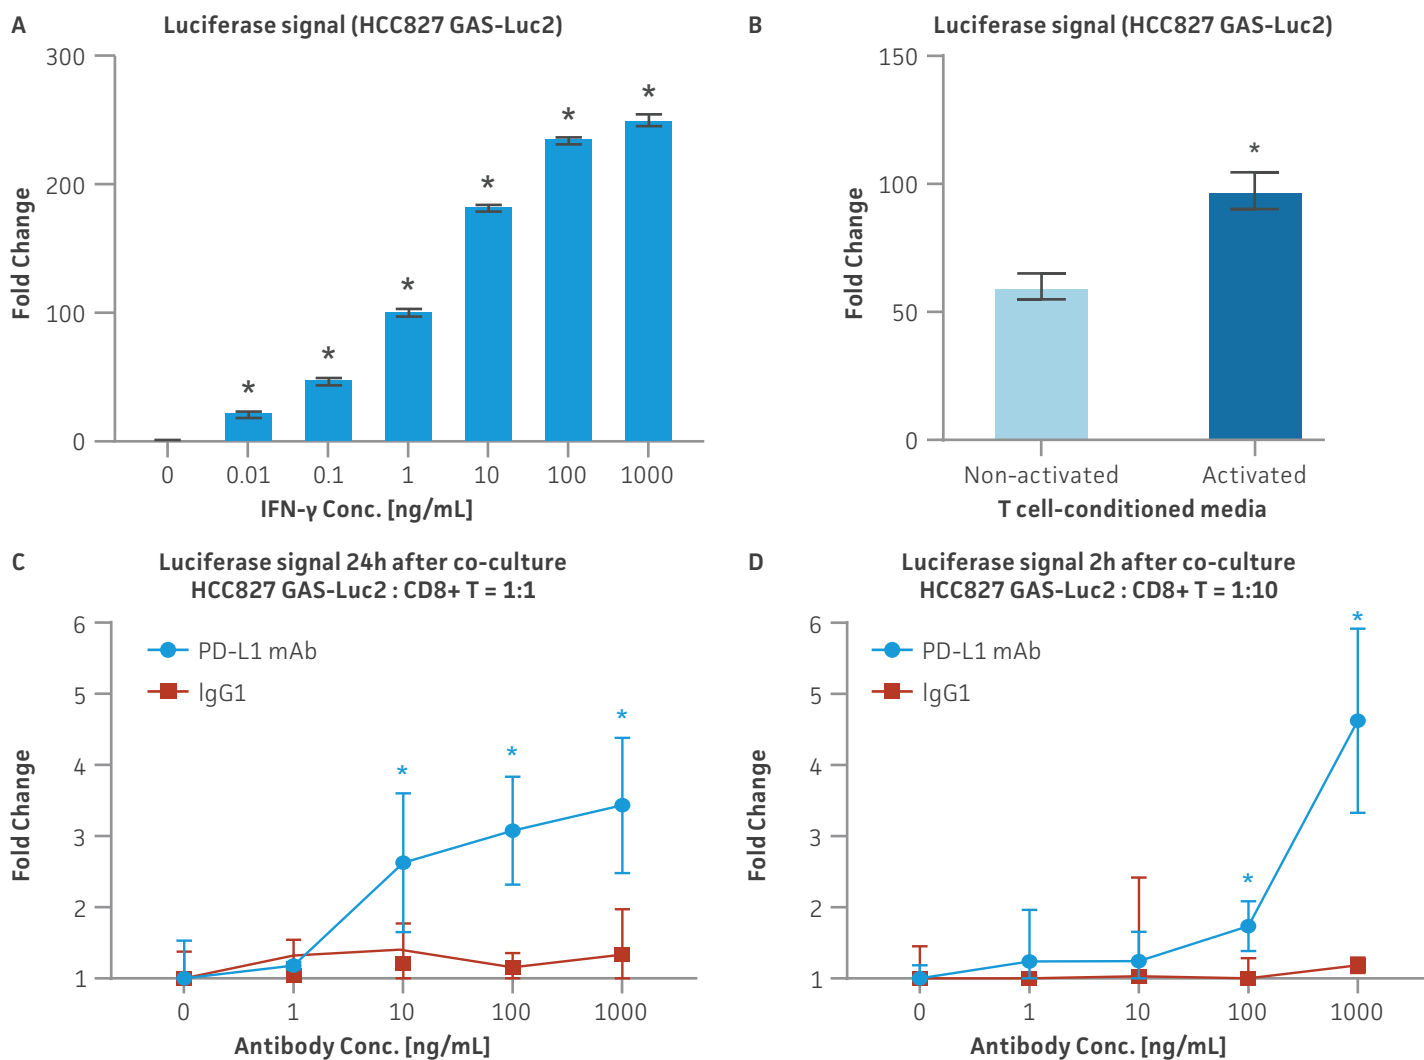 A
Luciferase signal (HCC827 GAS-Luc2)
Fold Change
300
200
100
0
*
*
*
*
*
*
0 0.01 0.1 1 10 100 1000
IFN-γ Conc. [ng/mL]
B
Luciferase signal (HCC827 GAS-Luc2)
Fold Change
150
100
50
0
*
Non-activated Activated
T cell-conditioned media
C
Luciferase signal 24h after co-culture
HCC827 GAS-Luc2 : CD8+ T = 1:1
PD-L1 mAb
IgG1
Fold Change
6
5
4
3
2
1
*
*
*
0 1 10 100 1000
Antibody Conc. [ng/mL]
D
Luciferase signal 2h after co-culture
HCC827 GAS-Luc2 : CD8+ T = 1:10
PD-L1 mAb
IgG1
Fold Change
6
5
4
3
2
1
*
*
0 1 10 100 1000
Antibody Conc. [ng/mL]